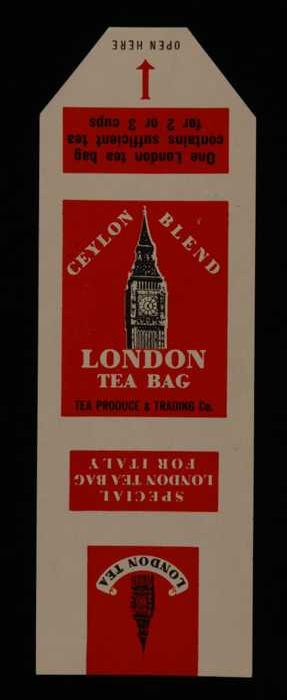 OPEN HERE
One London tea bag
contains sufficient tea
for 2 or 3 cups
CEYLON BLEND
LONDON
TEA BAG
TEA PRODUCE & TRADING Co.
SPECIAL
LONDON TEA BAG
FOR ITALY
LONDON TEA